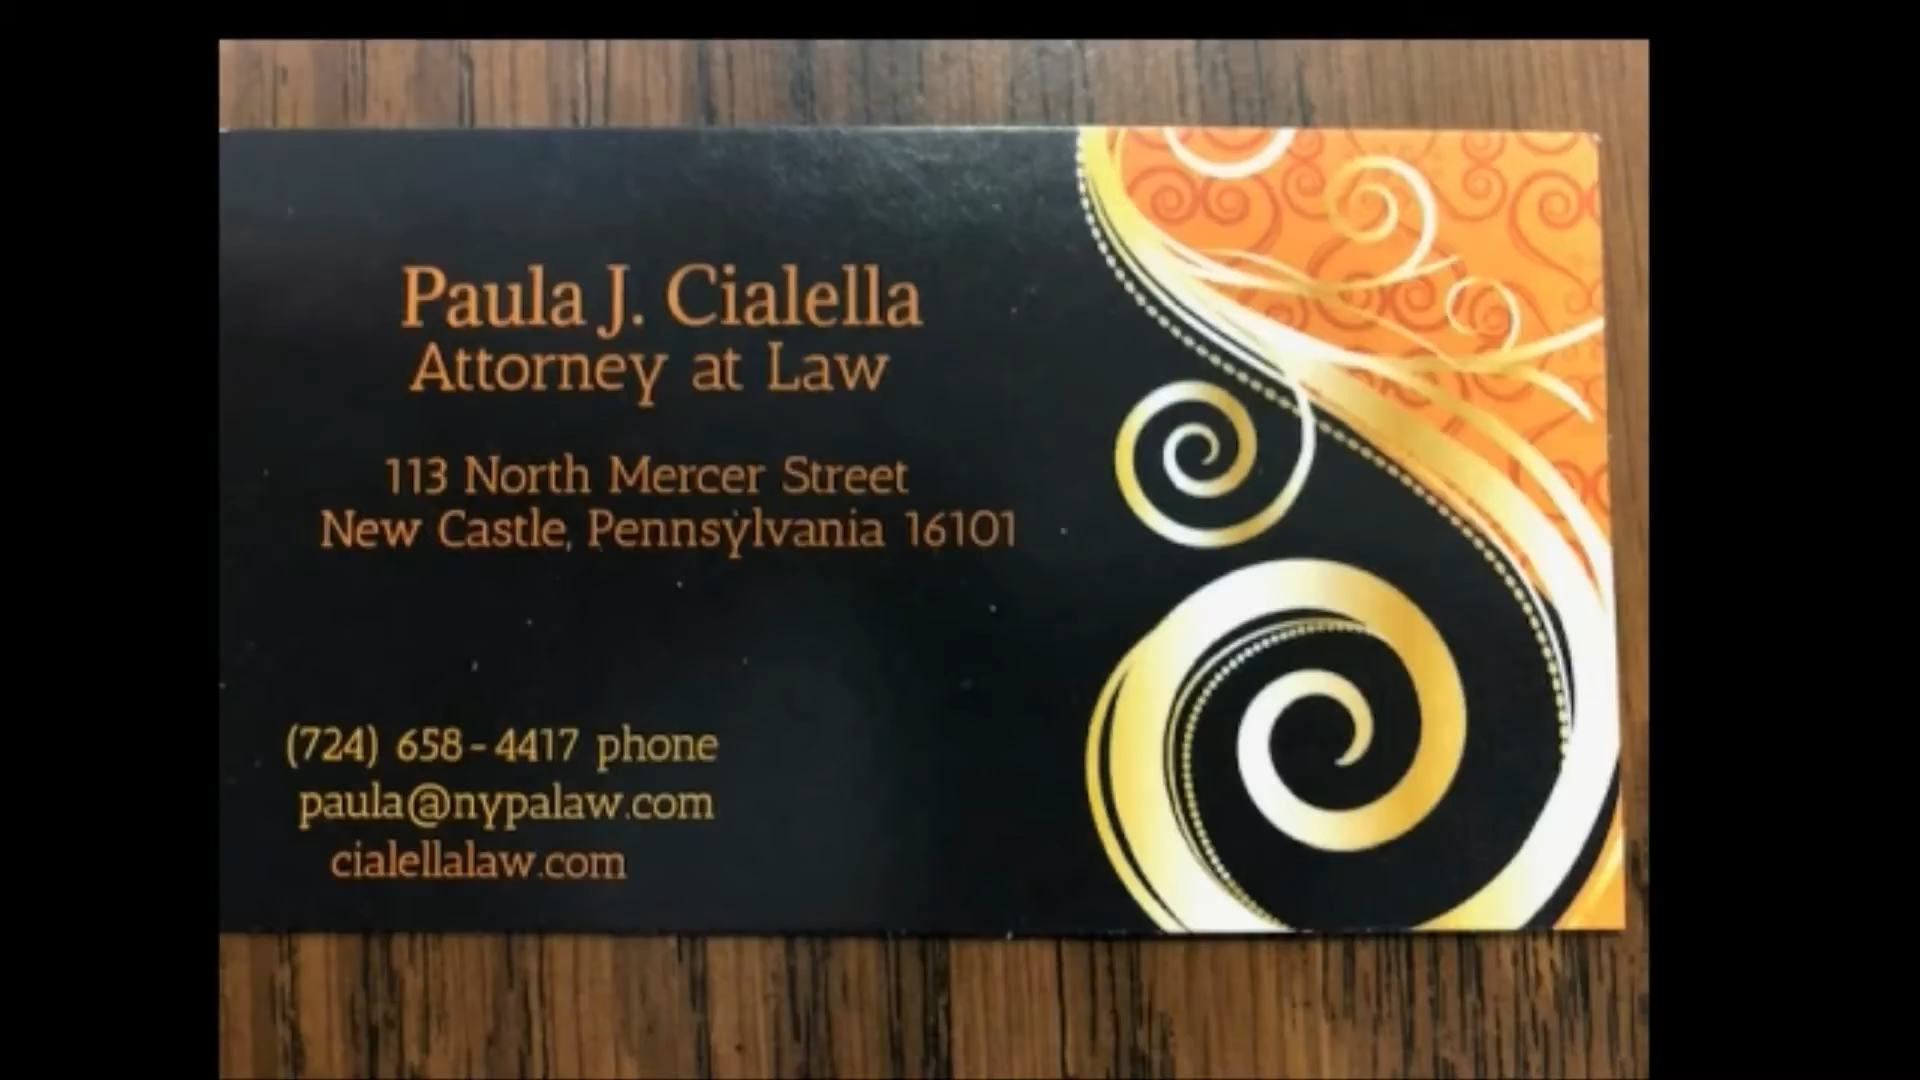 Paula J. Cialella
Attorney at Law
113 North Mercer Street
New Castle, Pennsylvania 16101
(724) 658-4417 phone
paula@nypalaw.com
cialellalaw.com